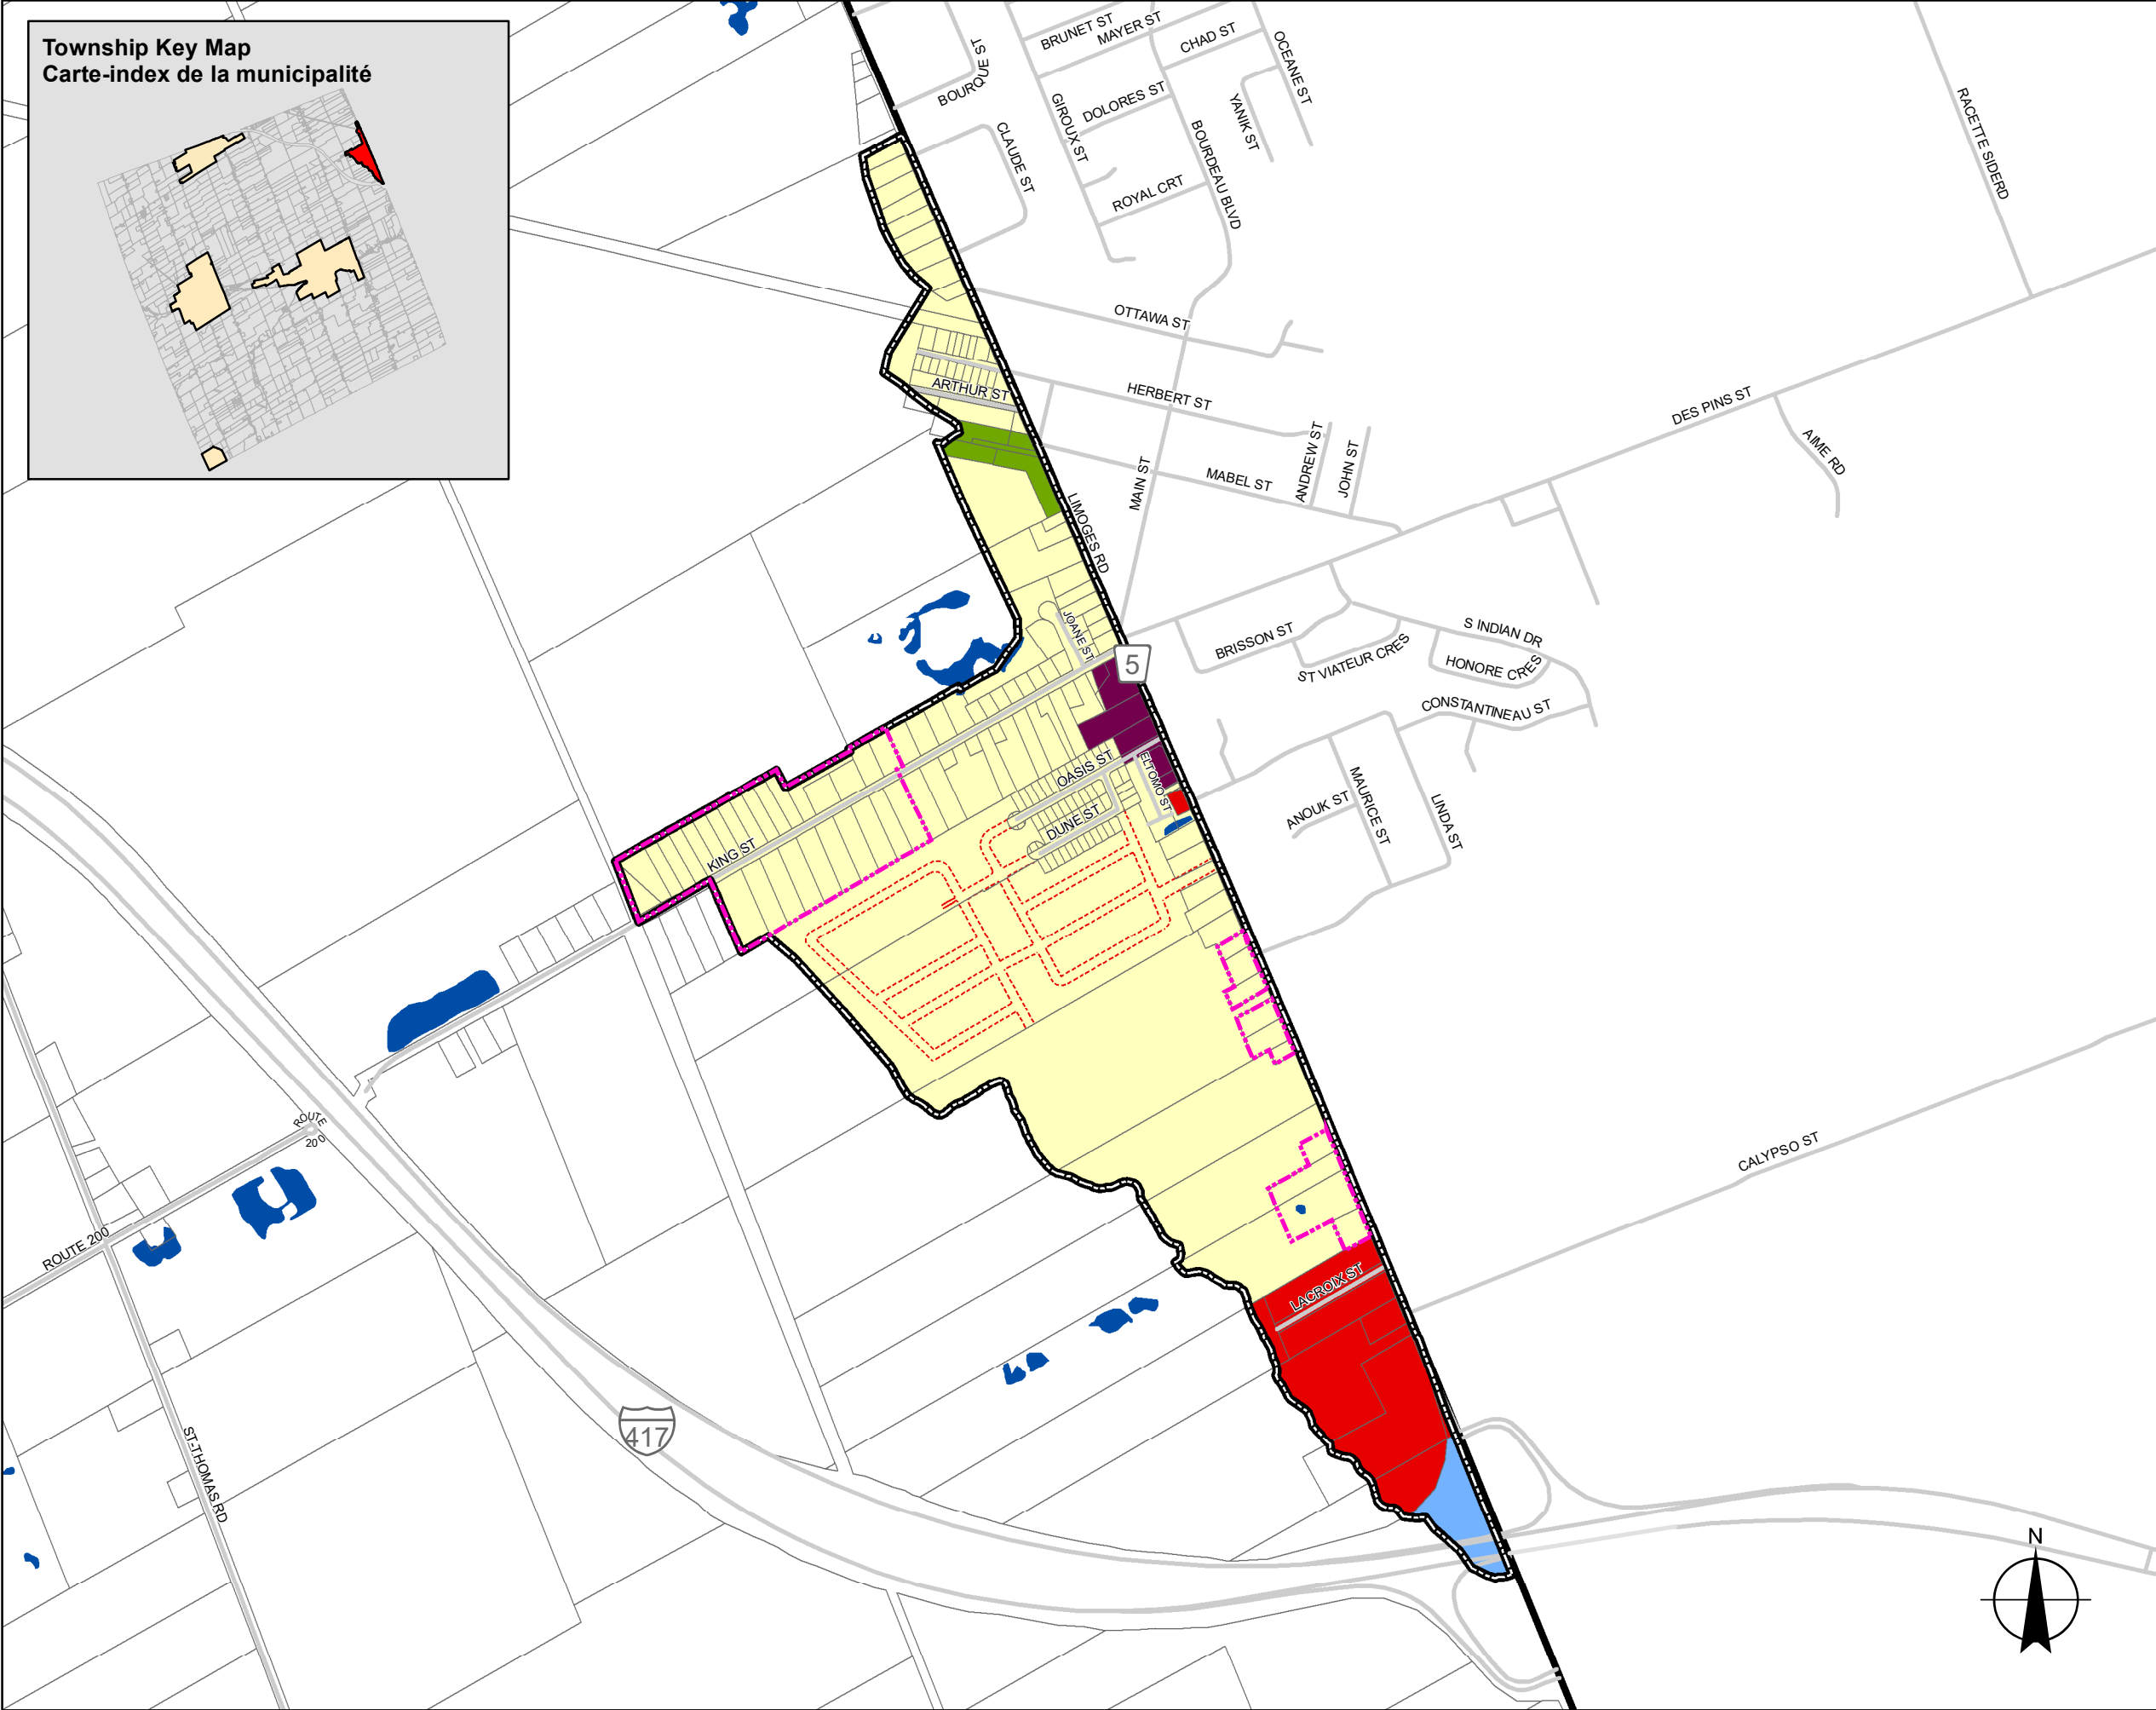 Township Key Map
Carte-index de la municipalité
BRUNET ST
MAYER ST
CHAD ST
OCEANE ST
BOURQUE ST
GIROUX ST
DOLORES ST
YANIK ST
CLAUDE ST
BOURDEAU BLVD
ROYAL CRT
RACETTE SIDERD
OTTAWA ST
ARTHUR ST
HERBERT ST
DES PINS ST
AIME RD
MAIN ST
MABEL ST
ANDREW ST
JOHN ST
LIMOGES RD
JOANE ST
5
BRISSON ST
ST VIATEUR CRES
S INDIAN DR
HONORE CRES
CONSTANTINEAU ST
OASIS ST
ELTOMO ST
DUNE ST
KING ST
ANOUK ST
MAURICE ST
LINDA ST
ROUTE
200
CALYPSO ST
ROUTE 200
LACROIX ST
417
ST-THOMAS RD
N